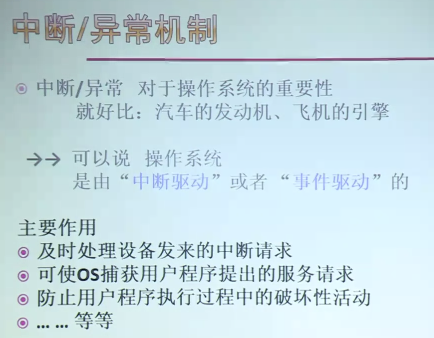 中断/异常机制
中断/异常 对于操作系统的重要性
就好比：汽车的发动机、飞机的引擎
→→ 可以说 操作系统
是由“中断驱动”或者 “事件驱动”的
主要作用
及时处理设备发来的中断请求
可使OS捕获用户程序提出的服务请求
防止用户程序执行过程中的破坏性活动
… … 等等